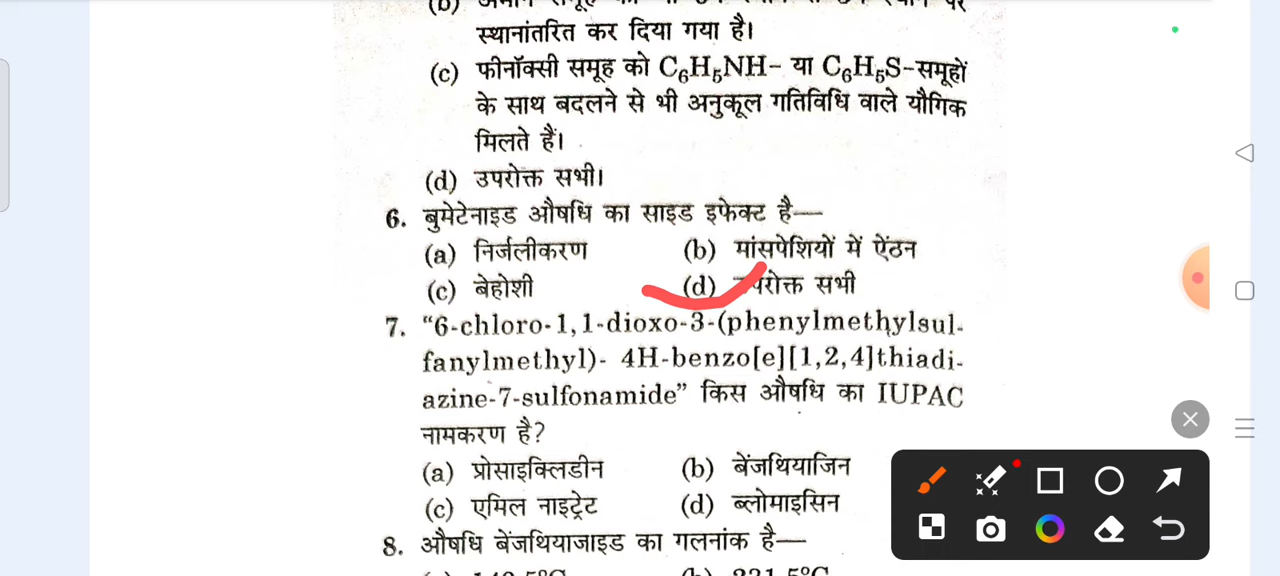 स्थानांतरित कर दिया गया है।
(c) फीनॉक्सी समूह को C₆H₅NH– या C₆H₅S–समूहों
के साथ बदलने से भी अनुकूल गतिविधि वाले यौगिक
मिलते हैं।
(d) उपरोक्त सभी।
6. बुमेटेनाइड औषधि का साइड इफेक्ट है—
(a) निर्जलीकरण (b) मांसपेशियों में ऐंठन
(c) बेहोशी (d) उपरोक्त सभी
7. “6-chloro-1,1-dioxo-3-(phenylmethylsul-
fanylmethyl)- 4H-benzo[e][1,2,4]thiadi-
azine-7-sulfonamide” किस औषधि का IUPAC
नामकरण है?
(a) प्रोसाइक्लिडीन (b) बेंजथियाजिन
(c) एमिल नाइट्रेट (d) ब्लोमाइसिन
8. औषधि बेंजथियाजाइड का गलनांक है—